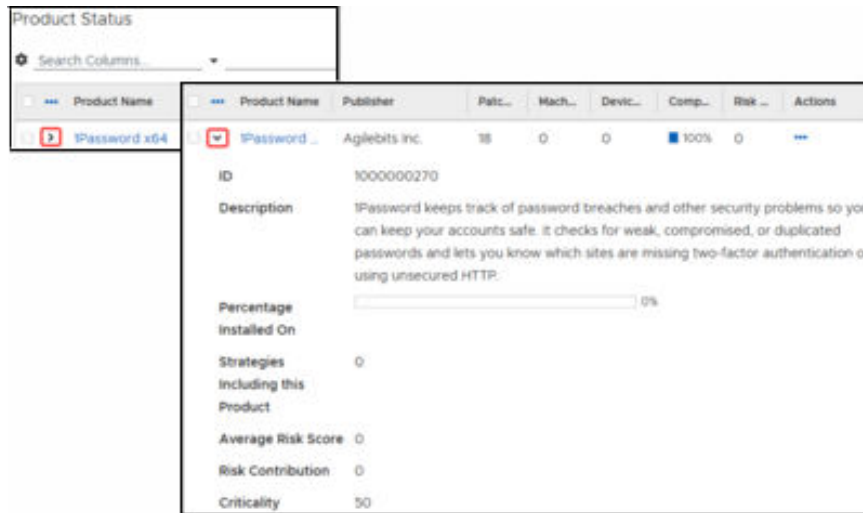 Product Status
Search Columns...
••• Product Name
1Password x64
••• Product Name Publisher Patc... Mach... Devic... Comp... Risk ... Actions
1Password ... Agilebits Inc. 18 0 0 100% 0 •••
ID 1000000270
Description 1Password keeps track of password breaches and other security problems so you
can keep your accounts safe. It checks for weak, compromised, or duplicated
passwords and lets you know which sites are missing two-factor authentication o
using unsecured HTTP.
Percentage 0%
Installed On
Strategies 0
Including this
Product
Average Risk Score 0
Risk Contribution 0
Criticality 50